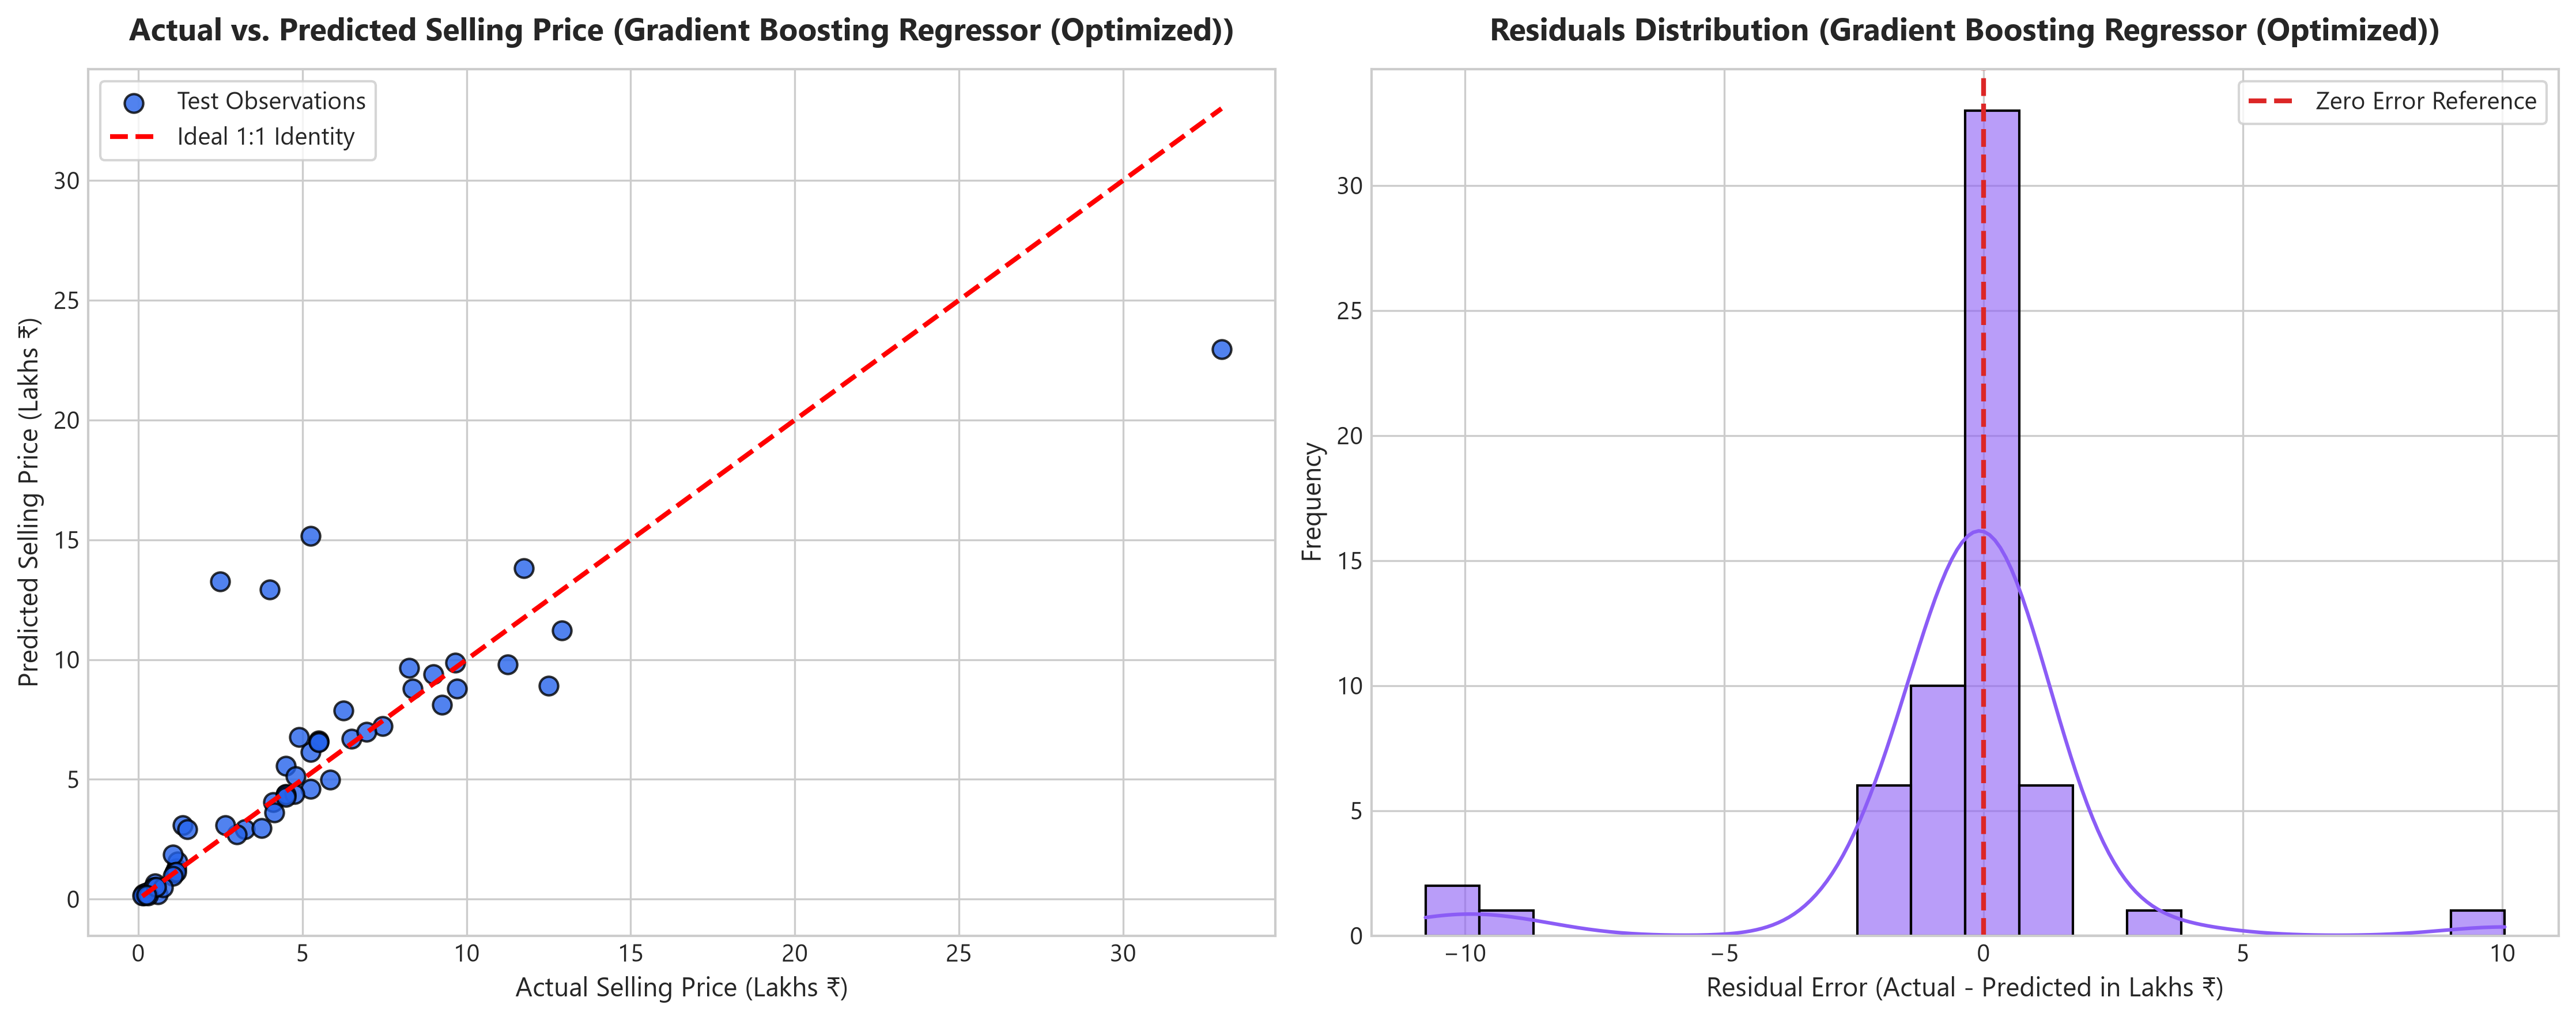 Actual vs. Predicted Selling Price (Gradient Boosting Regressor (Optimized))
Test Observations
Ideal 1:1 Identity
Predicted Selling Price (Lakhs ₹)
30
25
20
15
10
5
0
0 5 10 15 20 25 30
Actual Selling Price (Lakhs ₹)
Residuals Distribution (Gradient Boosting Regressor (Optimized))
Zero Error Reference
Frequency
30
25
20
15
10
5
0
−10 −5 0 5 10
Residual Error (Actual - Predicted in Lakhs ₹)